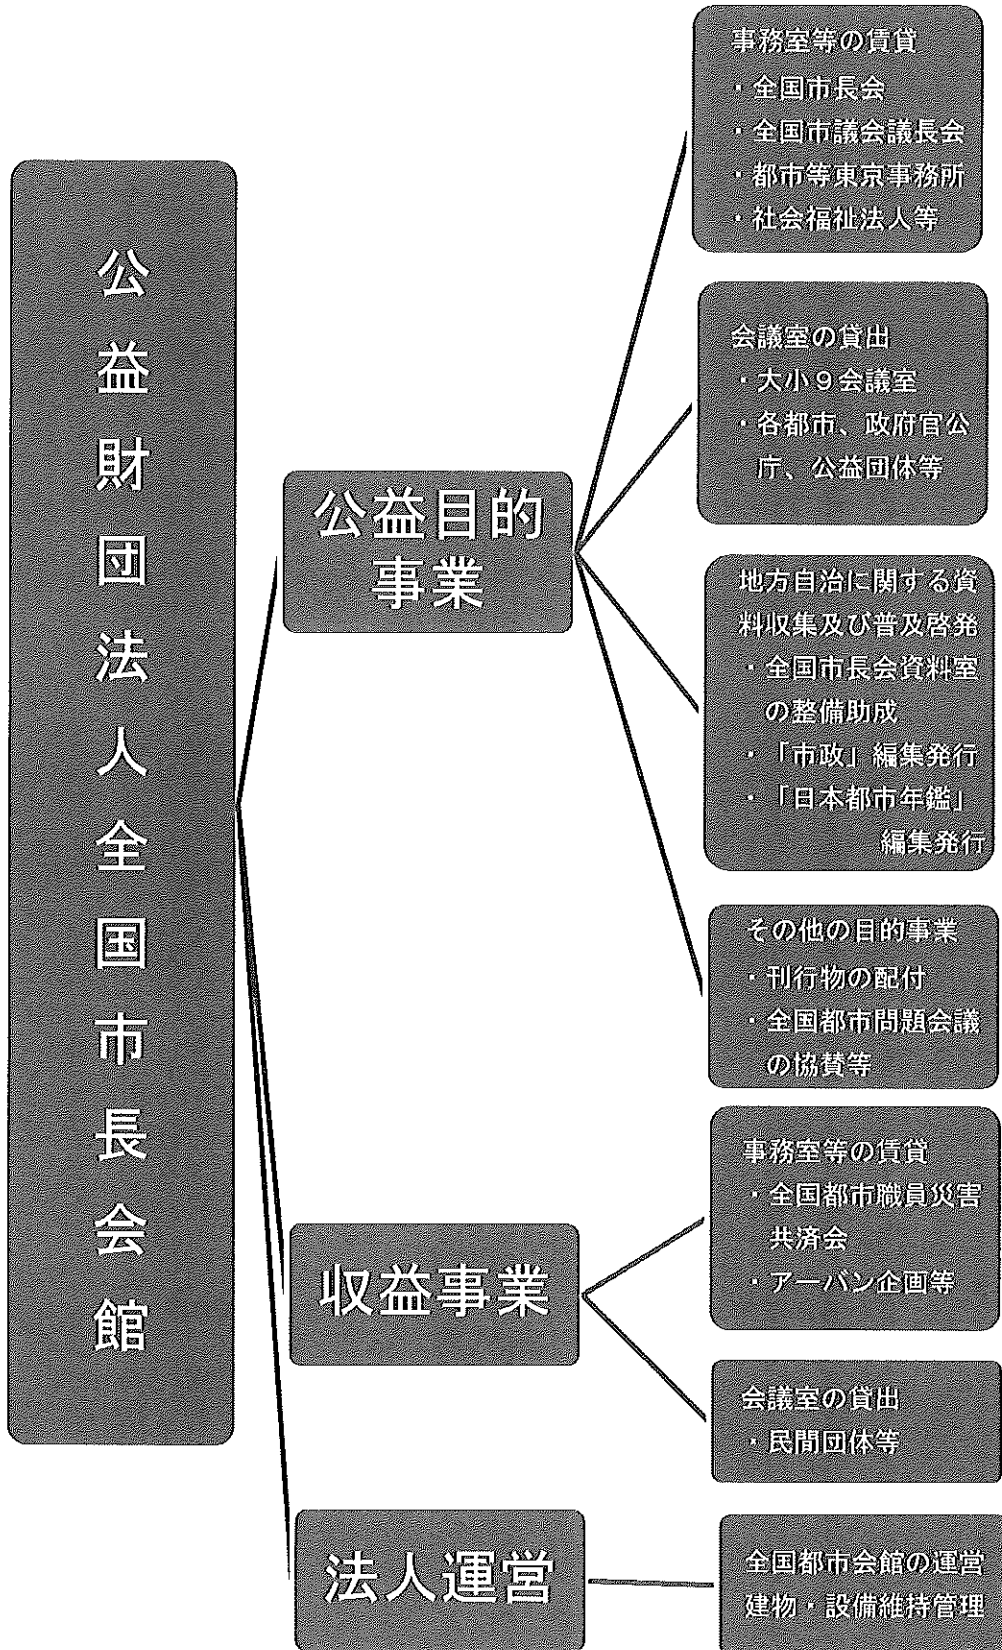 公益財団法人全国市長会館
公益目的
事業
事務室等の賃貸
・全国市長会
・全国市議会議長会
・都市等東京事務所
・社会福祉法人等
会議室の貸出
・大小９会議室
・各都市、政府官公
庁、公益団体等
地方自治に関する資
料収集及び普及啓発
・全国市長会資料室
の整備助成
・「市政」編集発行
・「日本都市年鑑」
編集発行
その他の目的事業
・刊行物の配付
・全国都市問題会議
の協賛等
収益事業
事務室等の賃貸
・全国都市職員災害
共済会
・アーバン企画等
会議室の貸出
・民間団体等
法人運営
全国都市会館の運営
建物・設備維持管理